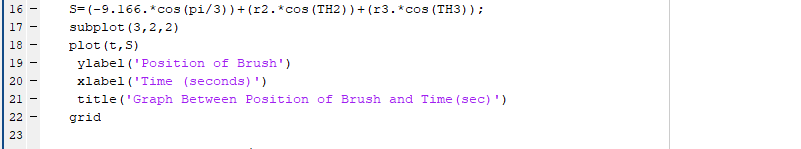 16 – S=(-9.166.*cos(pi/3))+(r2.*cos(TH2))+(r3.*cos(TH3));
17 – subplot(3,2,2)
18 – plot(t,S)
19 – ylabel('Position of Brush')
20 – xlabel('Time (seconds)')
21 – title('Graph Between Position of Brush and Time(sec)')
22 – grid
23